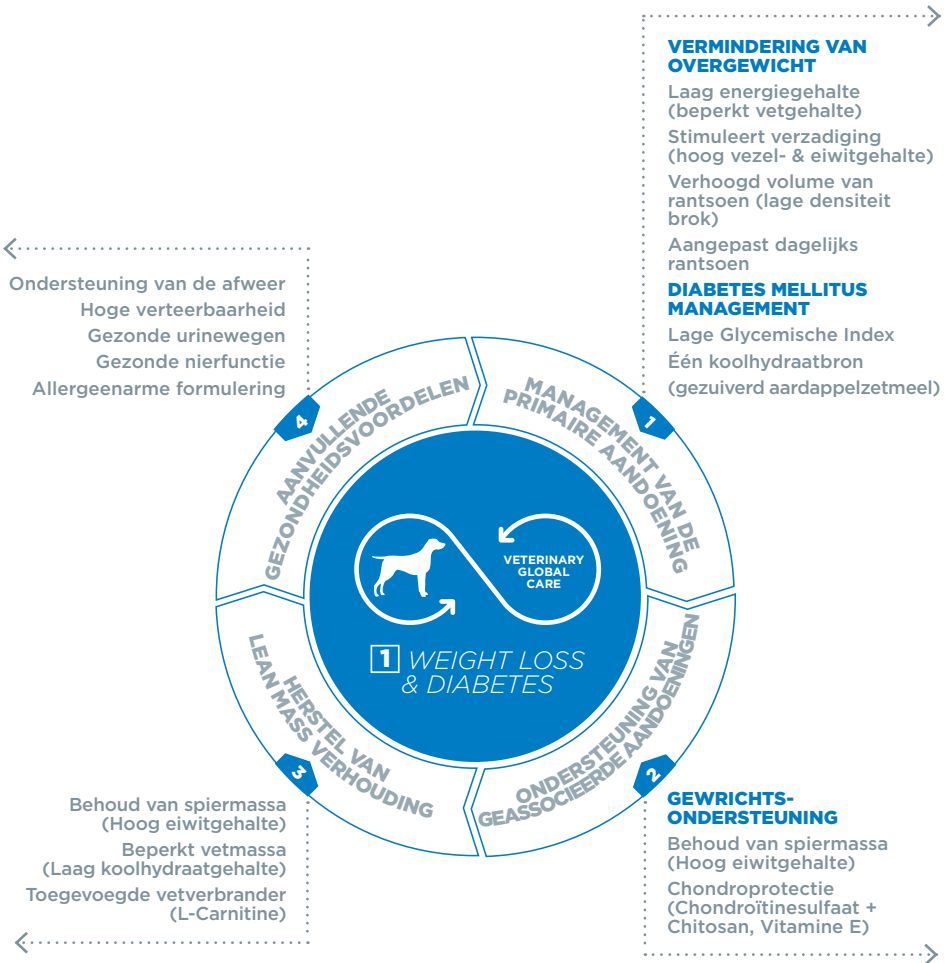 VERMINDERING VAN
OVERGEWICHT
Laag energiegehalte
(beperkt vetgehalte)
Stimuleert verzadiging
(hoog vezel- & eiwitgehalte)
Verhoogd volume van
rantsoen (lage densiteit
brok)
Aangepast dagelijks
rantsoen
DIABETES MELLITUS
MANAGEMENT
Lage Glycemische Index
Één koolhydraatbron
(gezuiverd aardappelzetmeel)
Ondersteuning van de afweer
Hoge verteerbaarheid
Gezonde urinewegen
Gezonde nierfunctie
Allergeenarme formulering
4
AANVULLENDE
GEZONDHEIDSVOORDELEN
1
MANAGEMENT VAN DE
PRIMAIRE AANDOENING
VETERINARY
GLOBAL
CARE
1 WEIGHT LOSS
& DIABETES
3
HERSTEL VAN
LEAN MASS VERHOUDING
2
ONDERSTEUNING VAN
GEASSOCIEERDE AANDOENINGEN
Behoud van spiermassa
(Hoog eiwitgehalte)
Beperkt vetmassa
(Laag koolhydraatgehalte)
Toegevoegde vetverbrander
(L-Carnitine)
GEWRICHTS-
ONDERSTEUNING
Behoud van spiermassa
(Hoog eiwitgehalte)
Chondroprotectie
(Chondroïtinesulfaat +
Chitosan, Vitamine E)